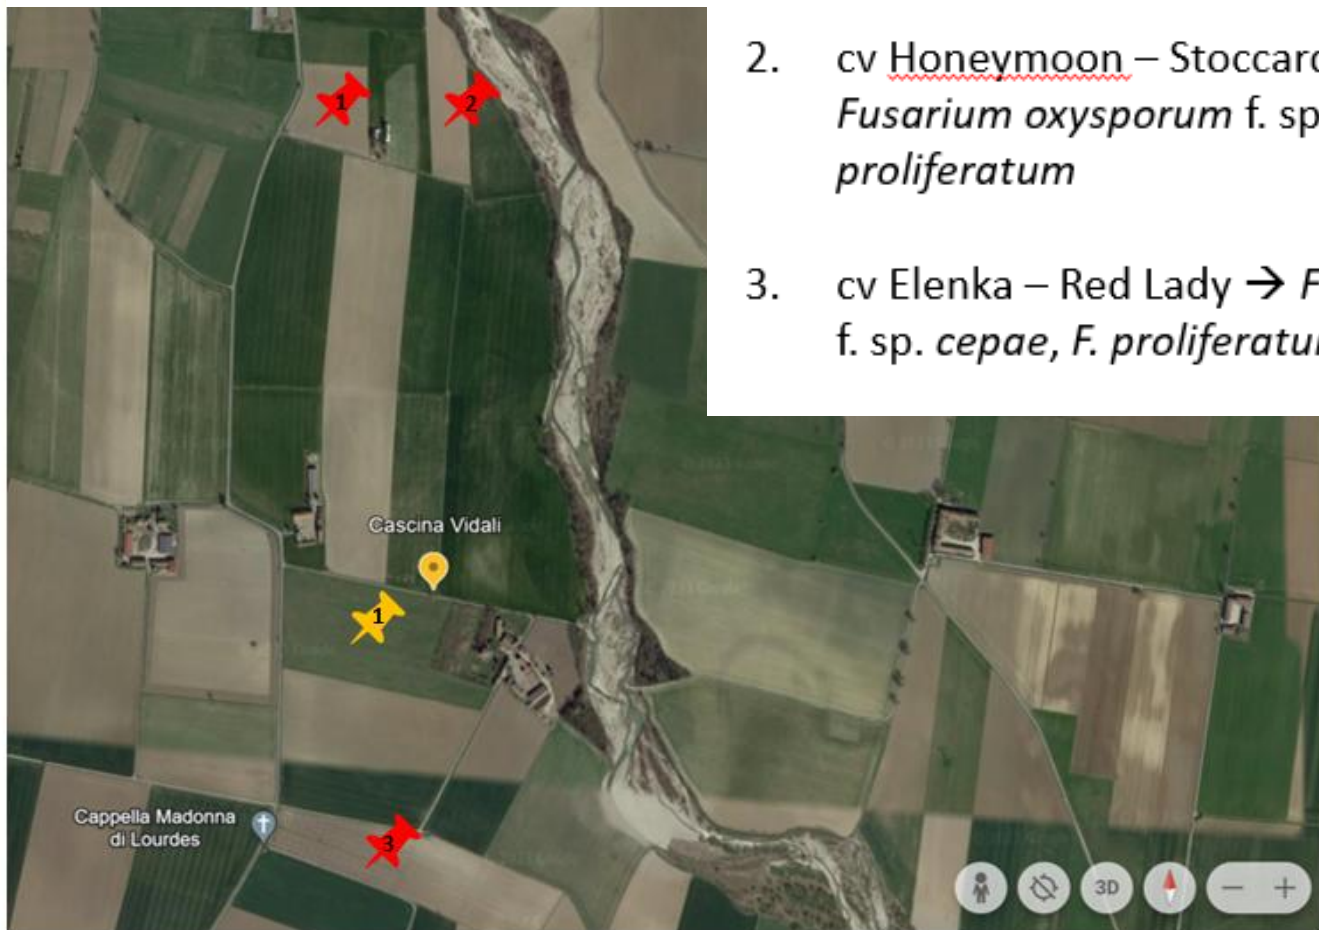 2. cv Honeymoon – Stoccard
Fusarium oxysporum f. sp
proliferatum
3. cv Elenka – Red Lady → F
f. sp. cepae, F. proliferatu
1
2
Cascina Vidali
1
Cappella Madonna
di Lourdes
3
3D